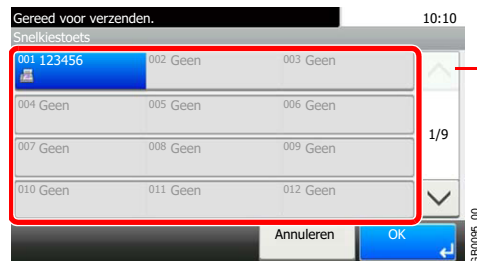 Gereed voor verzenden. 10:10
Snelkiestoets
001 123456 002 Geen 003 Geen
004 Geen 005 Geen 006 Geen
1/9
007 Geen 008 Geen 009 Geen
010 Geen 011 Geen 012 Geen
Annuleren OK
GB0095_00